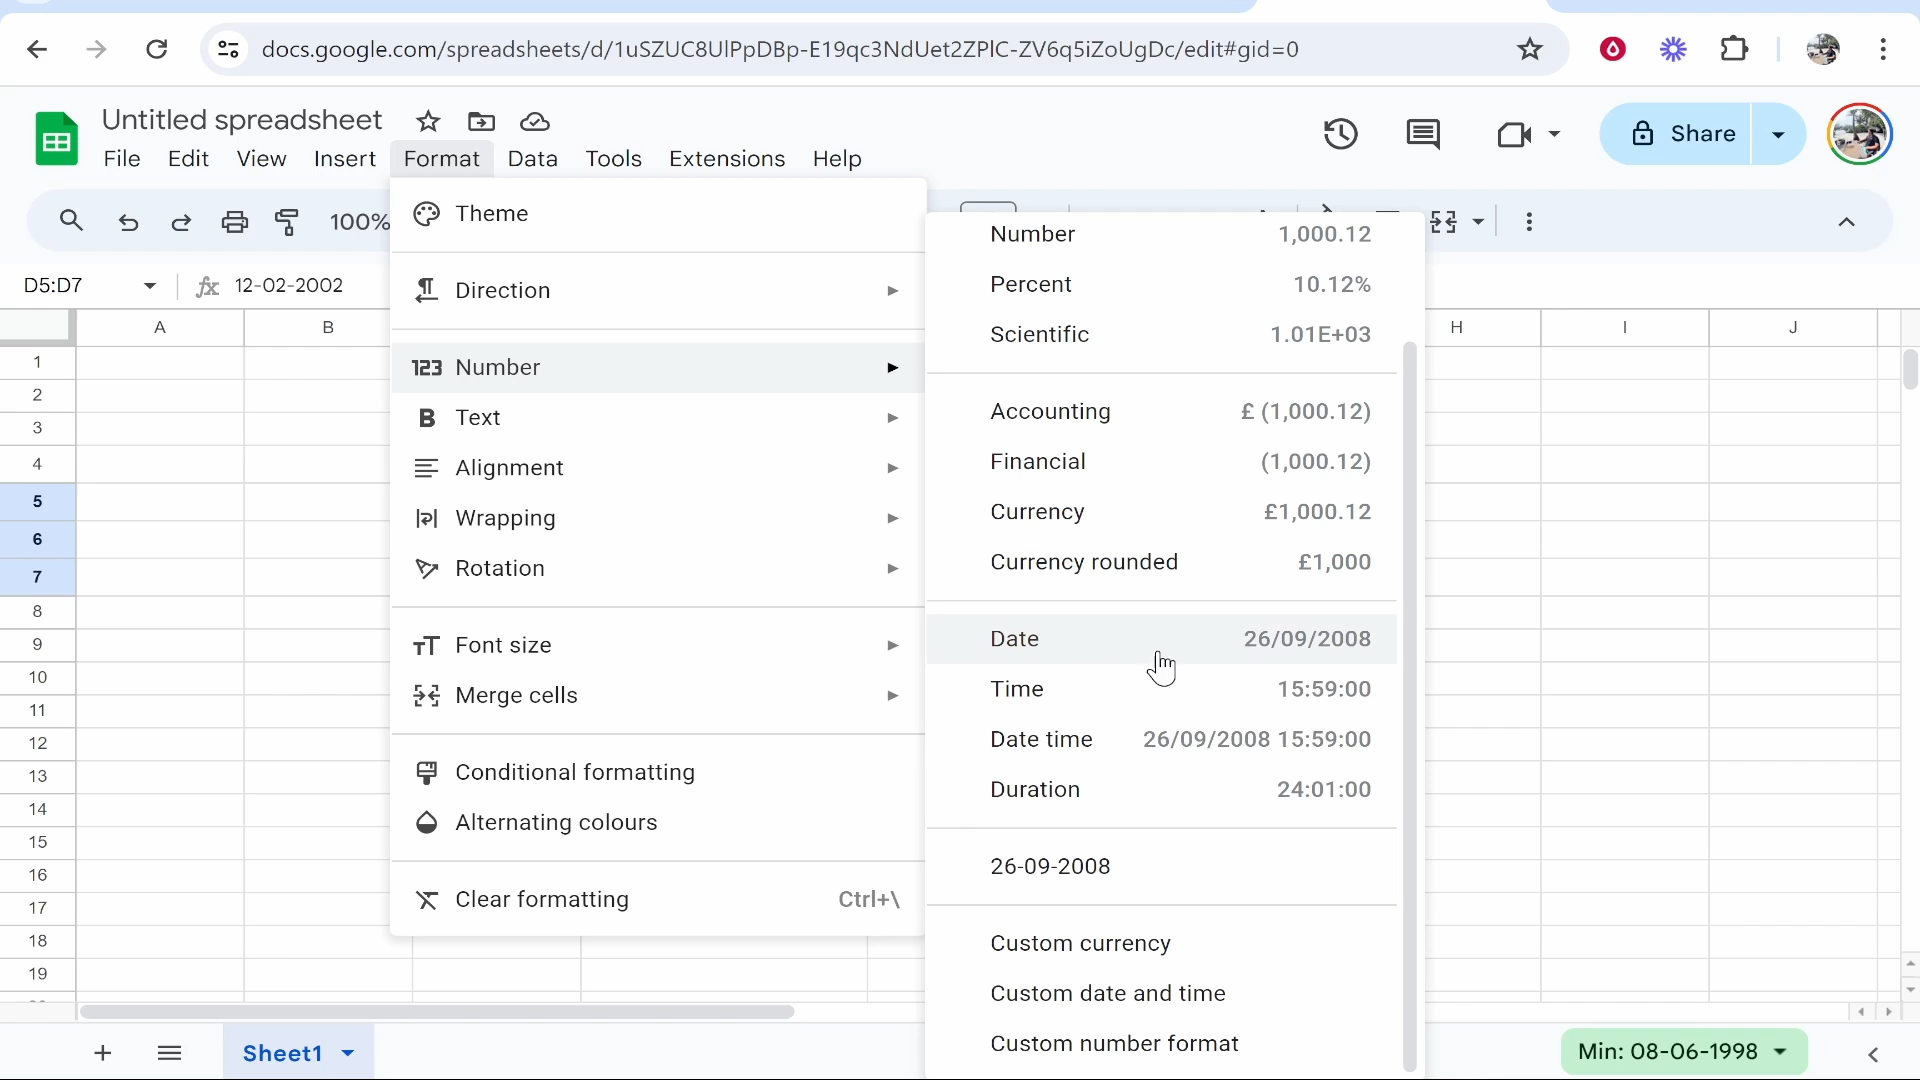 docs.google.com/spreadsheets/d/1uSZUC8UlPpDBp-E19qc3NdUet2ZPlC-ZV6q5iZoUgDc/edit#gid=0
Untitled spreadsheet
File Edit View Insert Format Data Tools Extensions Help
Share
100%
D5:D7 fx 12-02-2002
A B H I J
1
2
3
4
5
6
7
8
9
10
11
12
13
14
15
16
17
18
19
Theme
Direction
123 Number
B Text
Alignment
Wrapping
Rotation
Font size
Merge cells
Conditional formatting
Alternating colours
Clear formatting Ctrl+\
Number 1,000.12
Percent 10.12%
Scientific 1.01E+03
Accounting £ (1,000.12)
Financial (1,000.12)
Currency £1,000.12
Currency rounded £1,000
Date 26/09/2008
Time 15:59:00
Date time 26/09/2008 15:59:00
Duration 24:01:00
26-09-2008
Custom currency
Custom date and time
Custom number format
Sheet1
Min: 08-06-1998